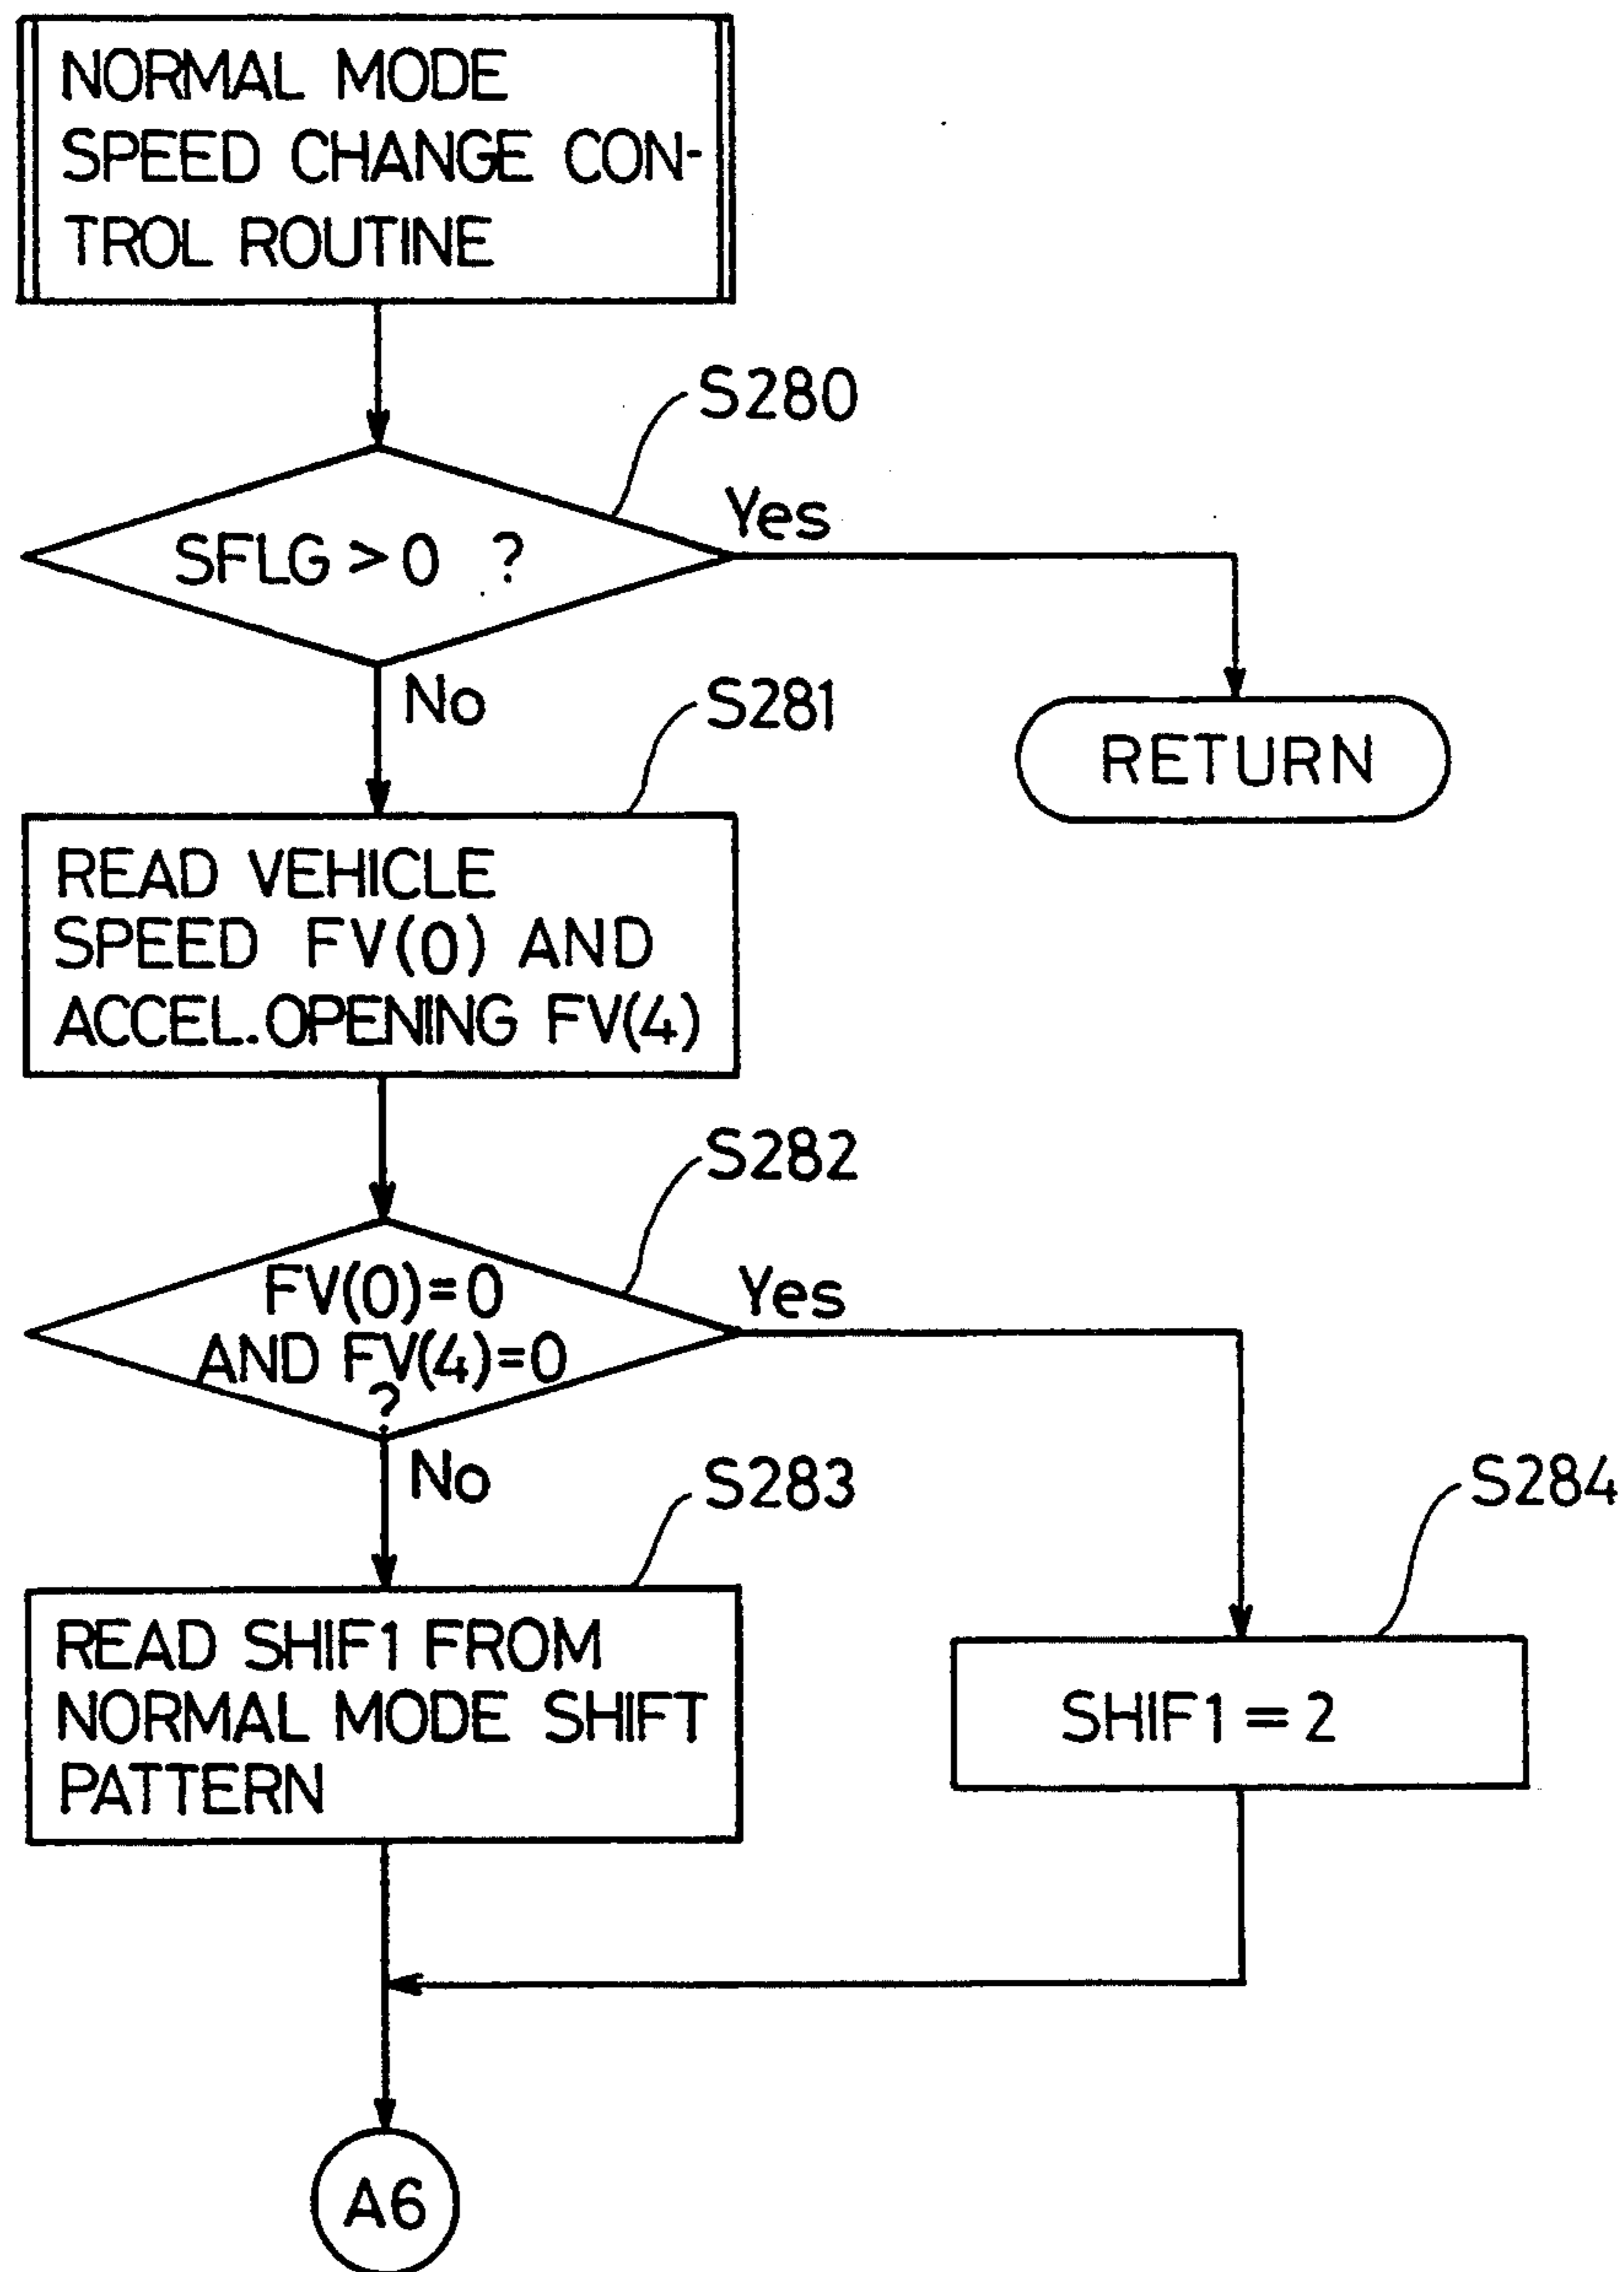 NORMAL MODE
SPEED CHANGE CON-
TROL ROUTINE
S280
SFLG > 0 ?
Yes
No
RETURN
S281
READ VEHICLE
SPEED FV(0) AND
ACCEL.OPENING FV(4)
S282
FV(0)=0
AND FV(4)=0
?
Yes
No
S283
READ SHIF1 FROM
NORMAL MODE SHIFT
PATTERN
S284
SHIF1 = 2
A6